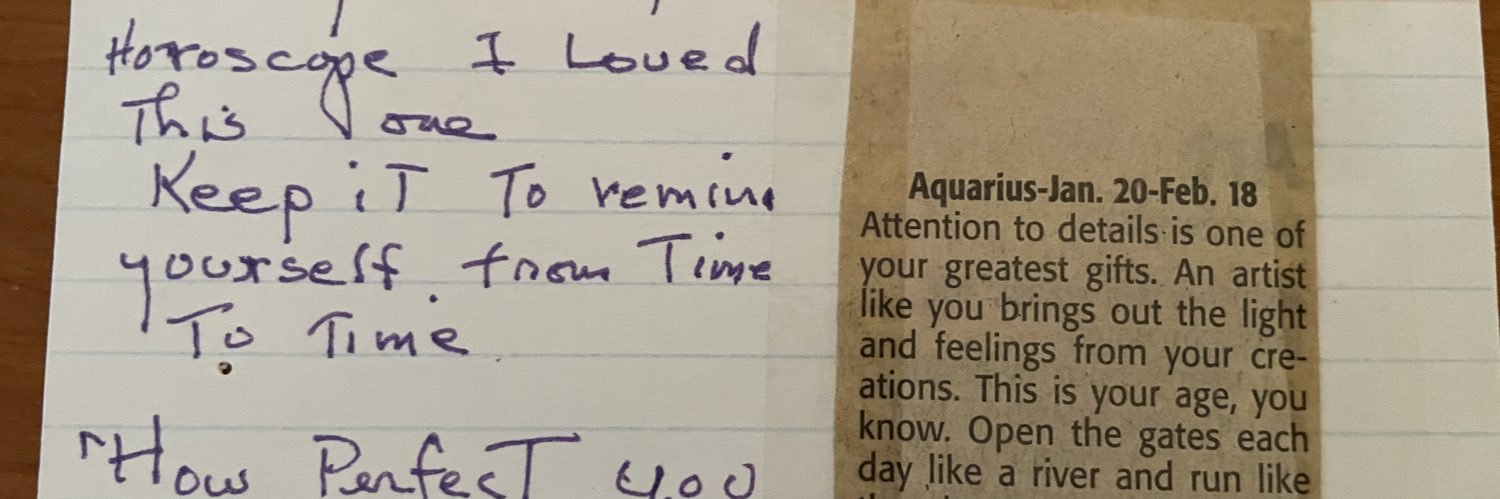 Horoscope I Loved
This one
Keep iT To remind
yourself from Time
To Time
"How PerfecT you
Aquarius-Jan. 20-Feb. 18
Attention to details is one of
your greatest gifts. An artist
like you brings out the light
and feelings from your cre-
ations. This is your age, you
know. Open the gates each
day like a river and run like